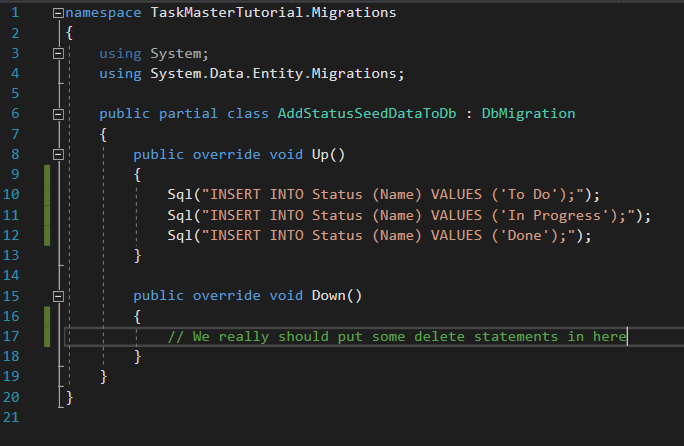 1 namespace TaskMasterTutorial.Migrations
2 {
3 using System;
4 using System.Data.Entity.Migrations;
5
6 public partial class AddStatusSeedDataToDb : DbMigration
7 {
8 public override void Up()
9 {
10 Sql("INSERT INTO Status (Name) VALUES ('To Do');");
11 Sql("INSERT INTO Status (Name) VALUES ('In Progress');");
12 Sql("INSERT INTO Status (Name) VALUES ('Done');");
13 }
14
15 public override void Down()
16 {
17 // We really should put some delete statements in here
18 }
19 }
20 }
21